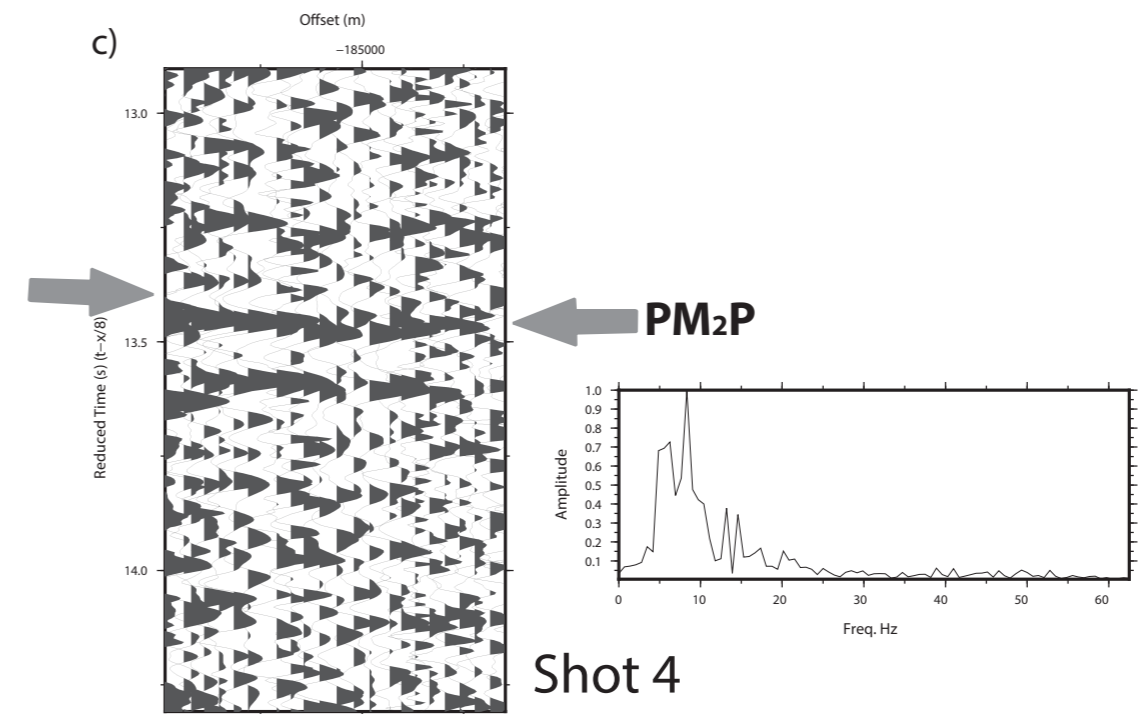 c)
Offset (m)
−185000
13.0
13.5
14.0
Reduced Time (s) (t−x/8)
PM₂P
1.0
0.9
0.8
0.7
0.6
0.5
0.4
0.3
0.2
0.1
Amplitude
0 10 20 30 40 50 60
Freq. Hz
Shot 4